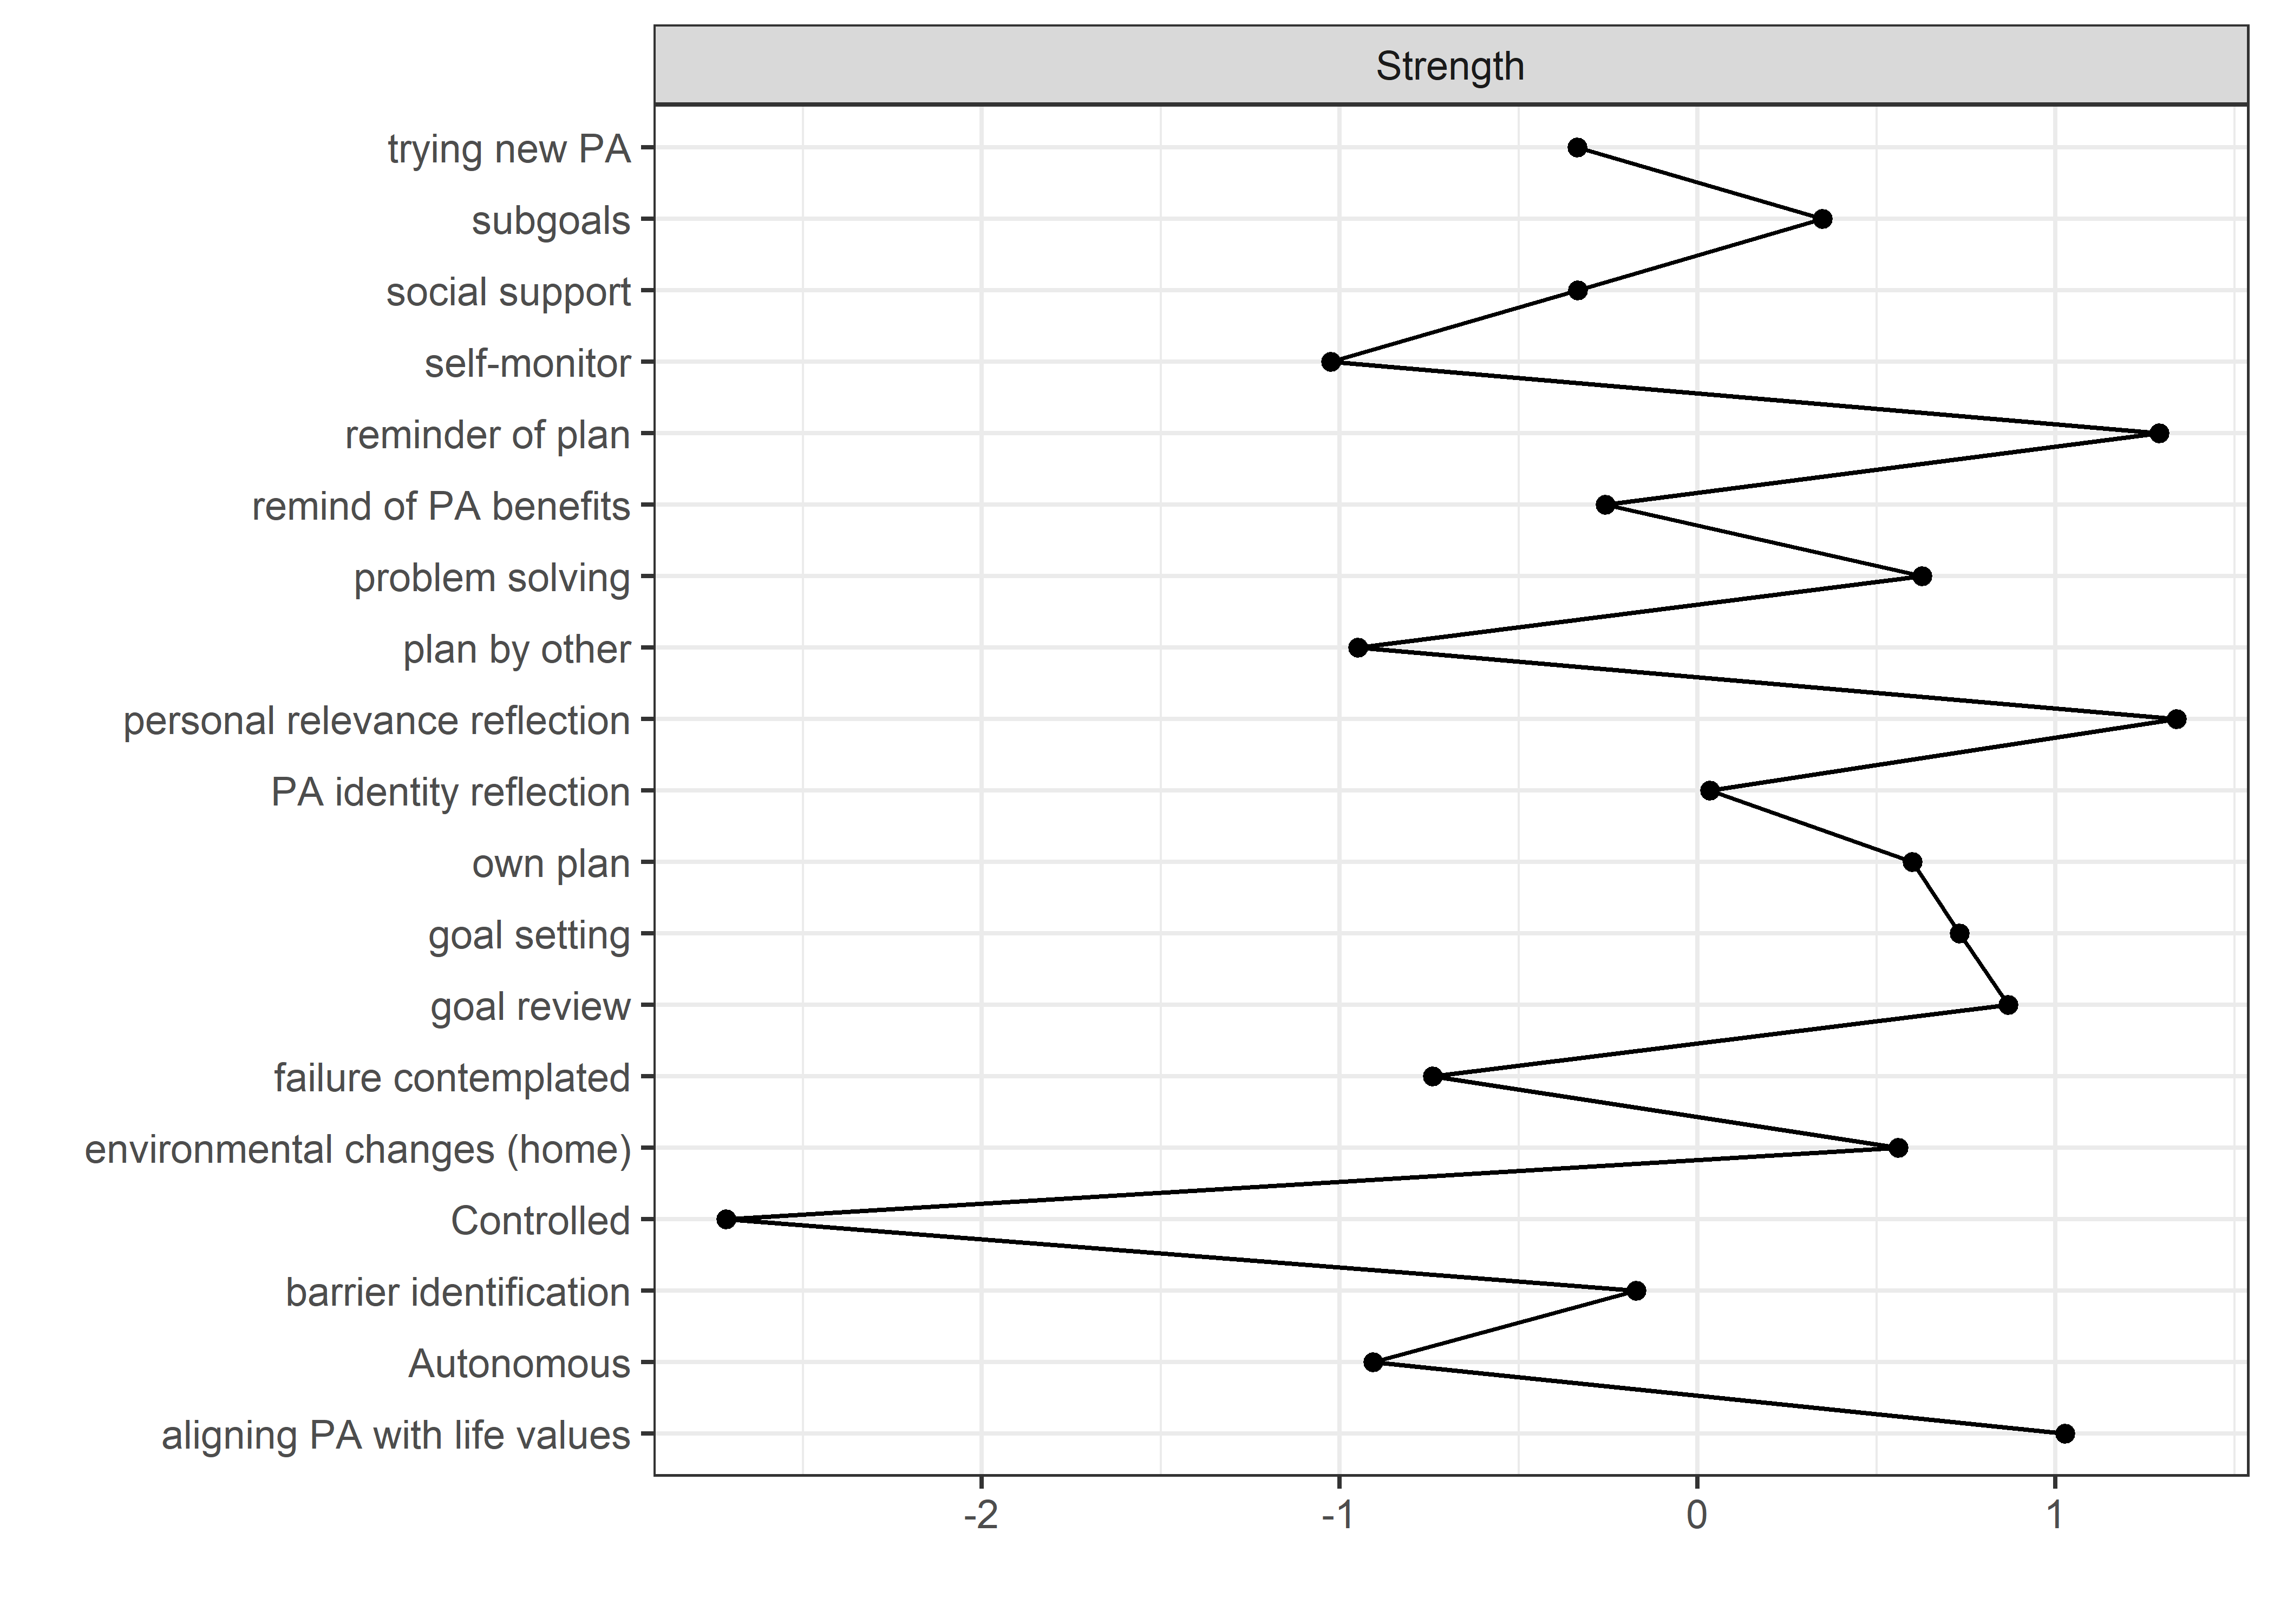 Strength
trying new PA
subgoals
social support
self-monitor
reminder of plan
remind of PA benefits
problem solving
plan by other
personal relevance reflection
PA identity reflection
own plan
goal setting
goal review
failure contemplated
environmental changes (home)
Controlled
barrier identification
Autonomous
aligning PA with life values
-2 -1 0 1